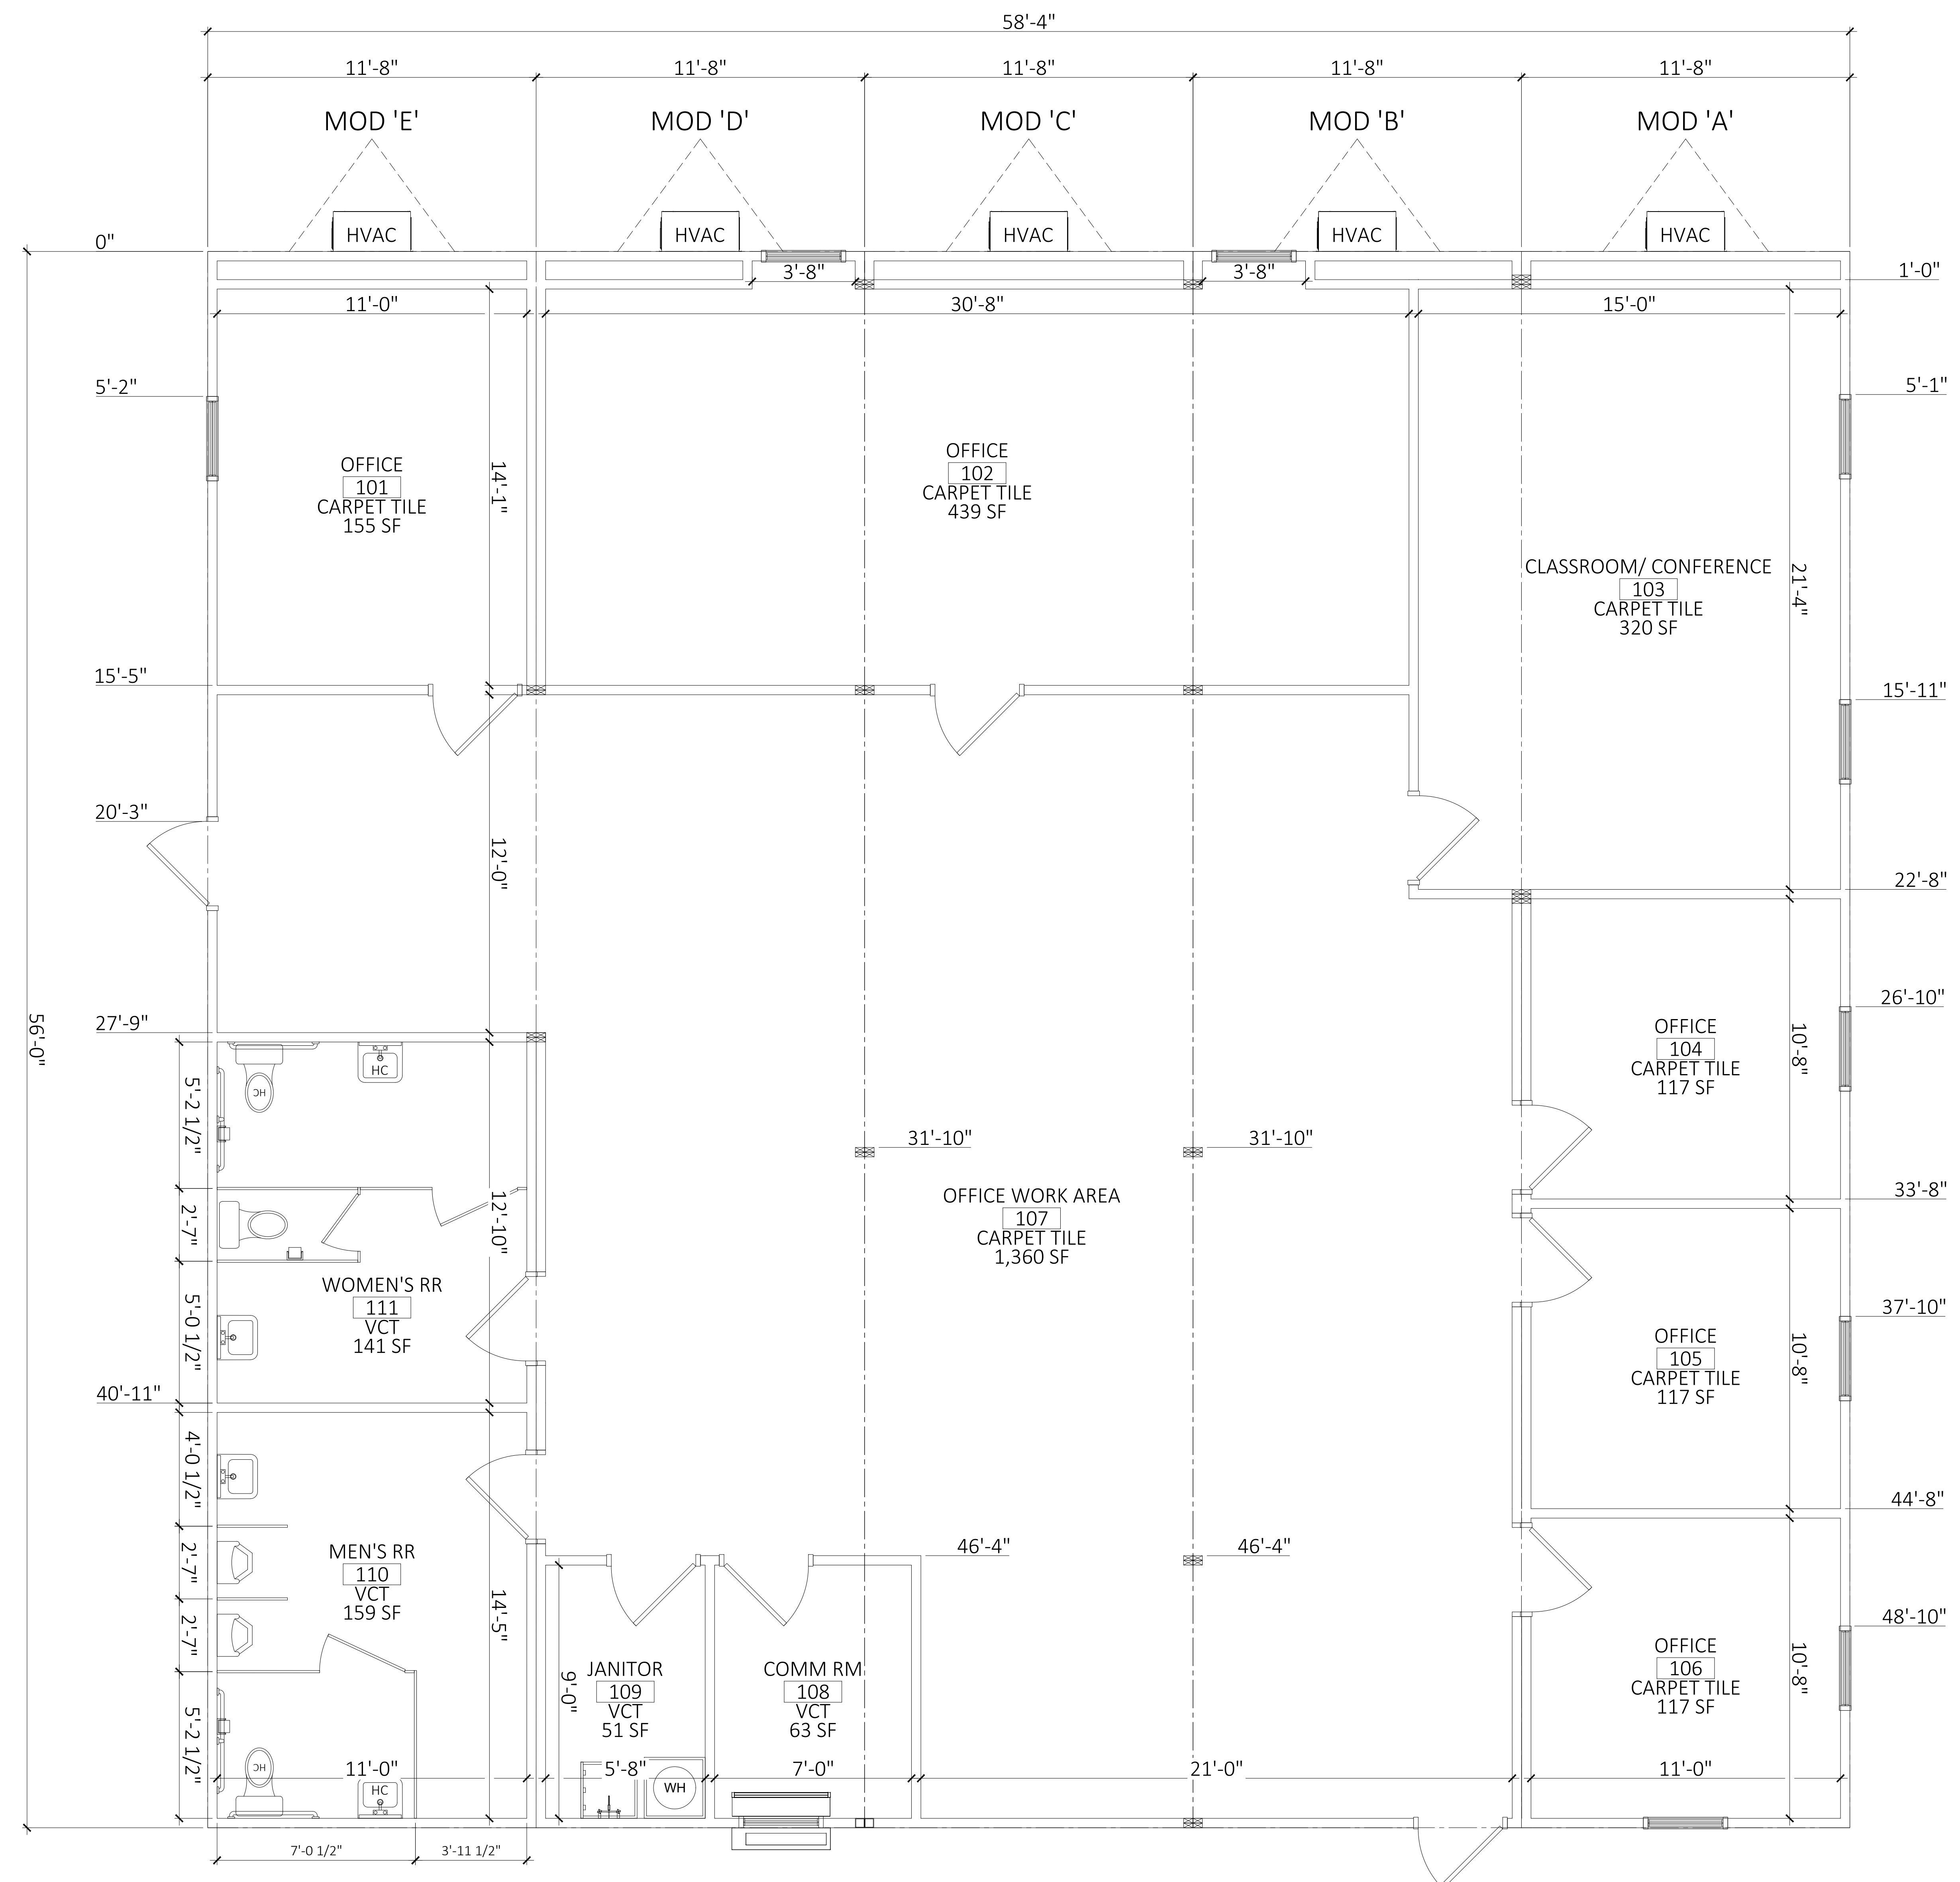 58'-4"
11'-8" 11'-8" 11'-8" 11'-8" 11'-8"
MOD 'E' MOD 'D' MOD 'C' MOD 'B' MOD 'A'
HVAC HVAC HVAC HVAC HVAC
0"
3'-8" 3'-8" 1'-0"
11'-0" 30'-8" 15'-0"
5'-2" 5'-1"
OFFICE
101
CARPET TILE
155 SF
14'-1"
OFFICE
102
CARPET TILE
439 SF
CLASSROOM/ CONFERENCE
103
CARPET TILE
320 SF
21'-4"
15'-5" 15'-11"
20'-3"
12'-0"
22'-8"
27'-9" 26'-10"
56'-0"
OFFICE
104
CARPET TILE
117 SF
10'-8"
HC
HC
5'-2 1/2"
31'-10" 31'-10"
OFFICE WORK AREA
107
CARPET TILE
1,360 SF
33'-8"
2'-7"
12'-10"
WOMEN'S RR
111
VCT
141 SF
5'-0 1/2"
37'-10"
OFFICE
105
CARPET TILE
117 SF
10'-8"
40'-11"
4'-0 1/2"
44'-8"
46'-4" 46'-4"
MEN'S RR
110
VCT
159 SF
2'-7"
2'-7"
14'-5"
48'-10"
JANITOR
109
VCT
51 SF
9'-0"
COMM RM
108
VCT
63 SF
OFFICE
106
CARPET TILE
117 SF
10'-8"
5'-2 1/2"
HC
HC
WH
11'-0" 5'-8" 7'-0" 21'-0" 11'-0"
7'-0 1/2" 3'-11 1/2"